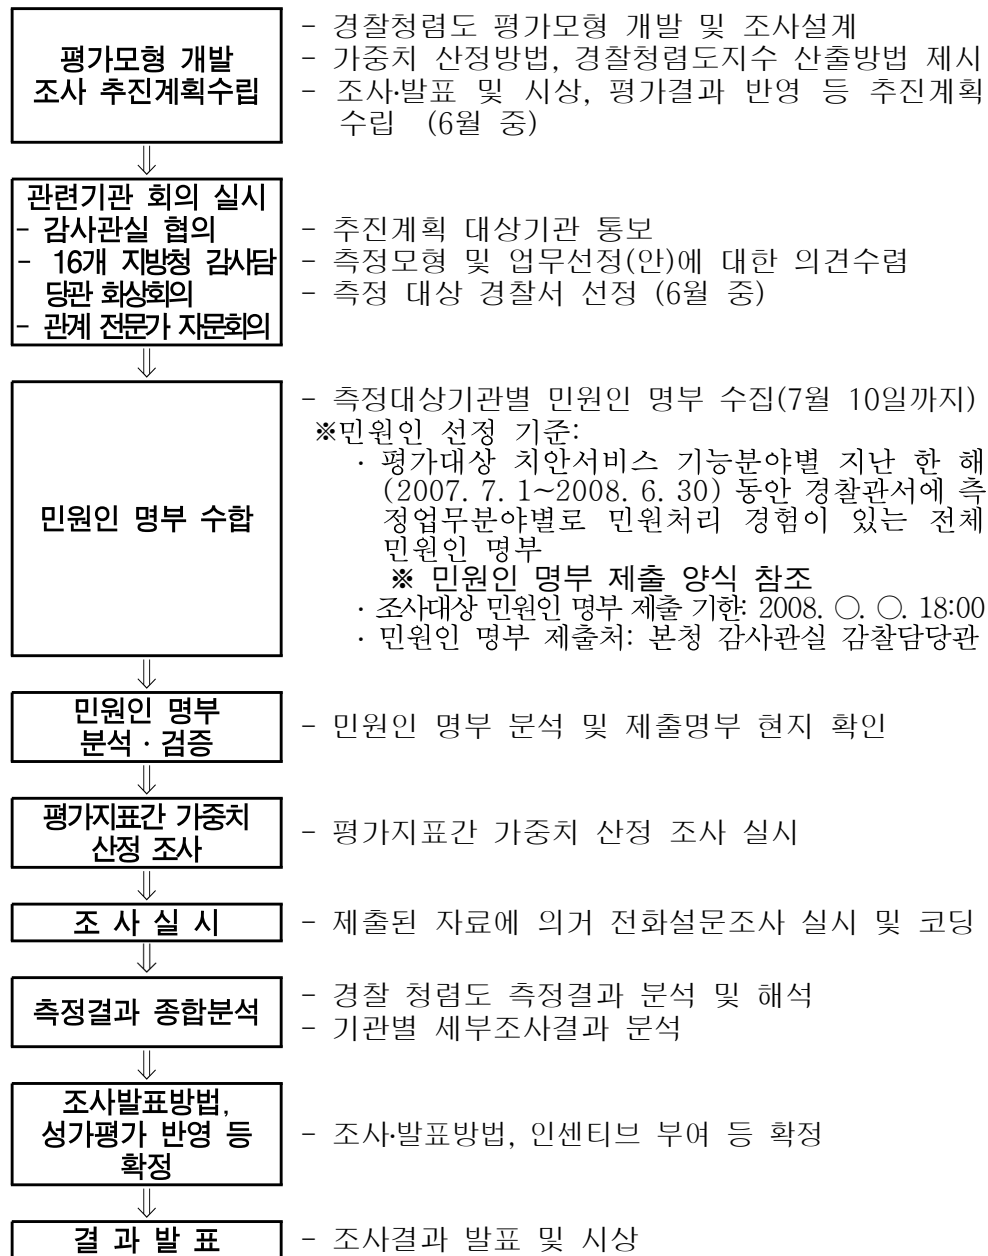 평가모형 개발
조사 추진계획수립
- 경찰청렴도 평가모형 개발 및 조사설계
- 가중치 산정방법, 경찰청렴도지수 산출방법 제시
- 조사·발표 및 시상, 평가결과 반영 등 추진계획
수립 (6월 중)
⇓
관련기관 회의 실시
- 감사관실 협의
- 16개 지방청 감사담
당관 화상회의
- 관계 전문가 자문회의
- 추진계획 대상기관 통보
- 측정모형 및 업무선정(안)에 대한 의견수렴
- 측정 대상 경찰서 선정 (6월 중)
⇓
민원인 명부 수합
- 측정대상기관별 민원인 명부 수집(7월 10일까지)
※민원인 선정 기준:
· 평가대상 치안서비스 기능분야별 지난 한 해
(2007. 7. 1~2008. 6. 30) 동안 경찰관서에 측
정업무분야별로 민원처리 경험이 있는 전체
민원인 명부
※ 민원인 명부 제출 양식 참조
· 조사대상 민원인 명부 제출 기한: 2008. ○. ○. 18:00
· 민원인 명부 제출처: 본청 감사관실 감찰담당관
⇓
민원인 명부
분석 · 검증
- 민원인 명부 분석 및 제출명부 현지 확인
⇓
평가지표간 가중치
산정 조사
- 평가지표간 가중치 산정 조사 실시
⇓
조 사 실 시
- 제출된 자료에 의거 전화설문조사 실시 및 코딩
⇓
측정결과 종합분석
- 경찰 청렴도 측정결과 분석 및 해석
- 기관별 세부조사결과 분석
⇓
조사발표방법,
성가평가 반영 등
확정
- 조사·발표방법, 인센티브 부여 등 확정
⇓
결 과 발 표
- 조사결과 발표 및 시상